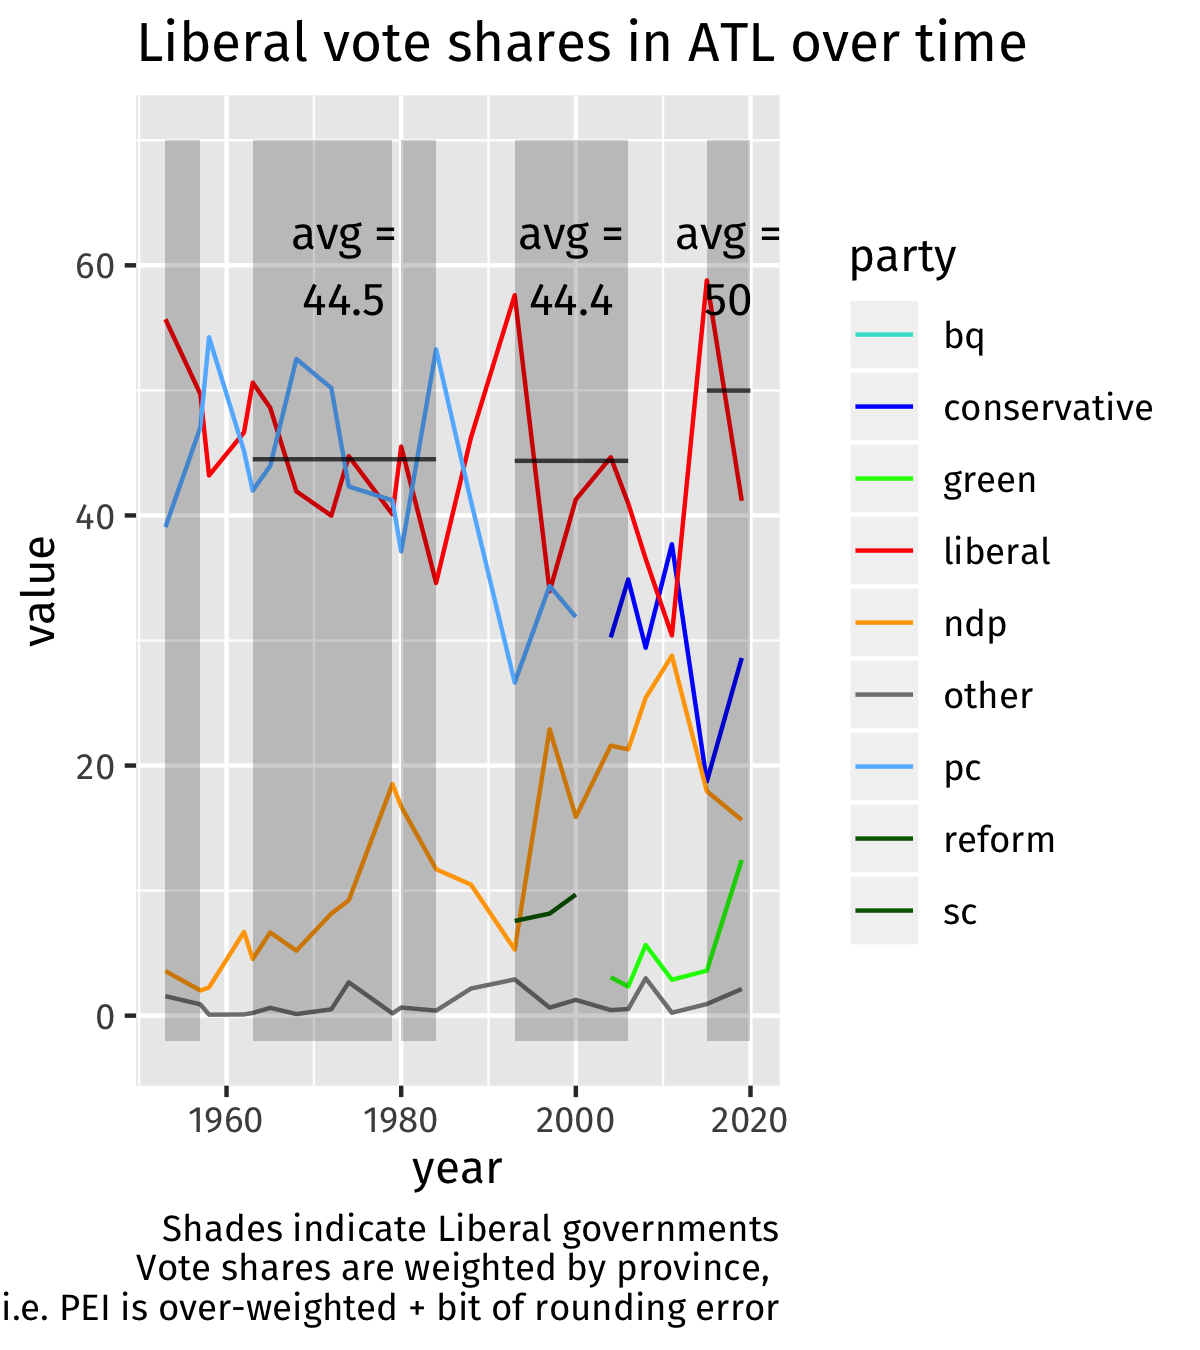 Liberal vote shares in ATL over time
avg =
44.5
avg =
44.4
avg =
50
60
40
20
0
value
1960
1980
2000
2020
year
party
bq
conservative
green
liberal
ndp
other
pc
reform
sc
Shades indicate Liberal governments
Vote shares are weighted by province,
i.e. PEI is over-weighted + bit of rounding error